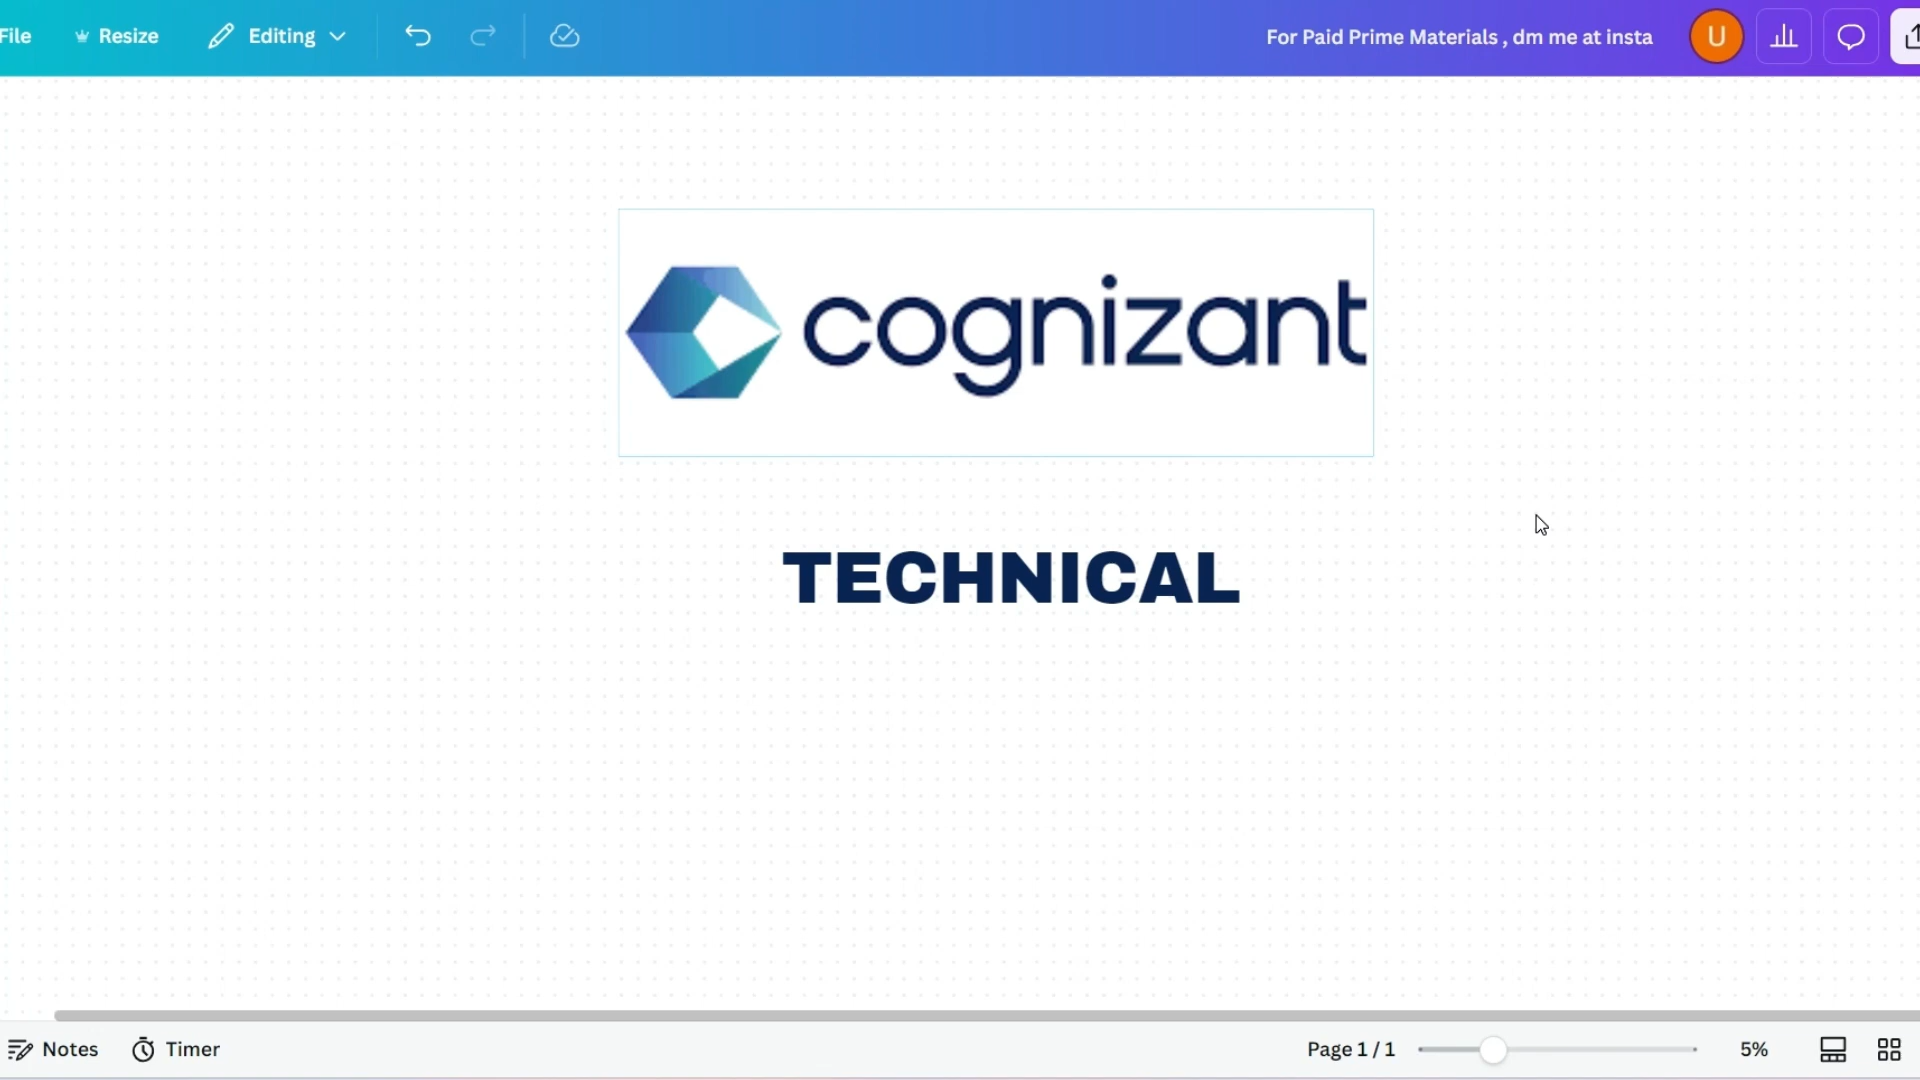 File
Resize
Editing
For Paid Prime Materials , dm me at insta
U
cognizant
TECHNICAL
Notes
Timer
Page 1 / 1
5%